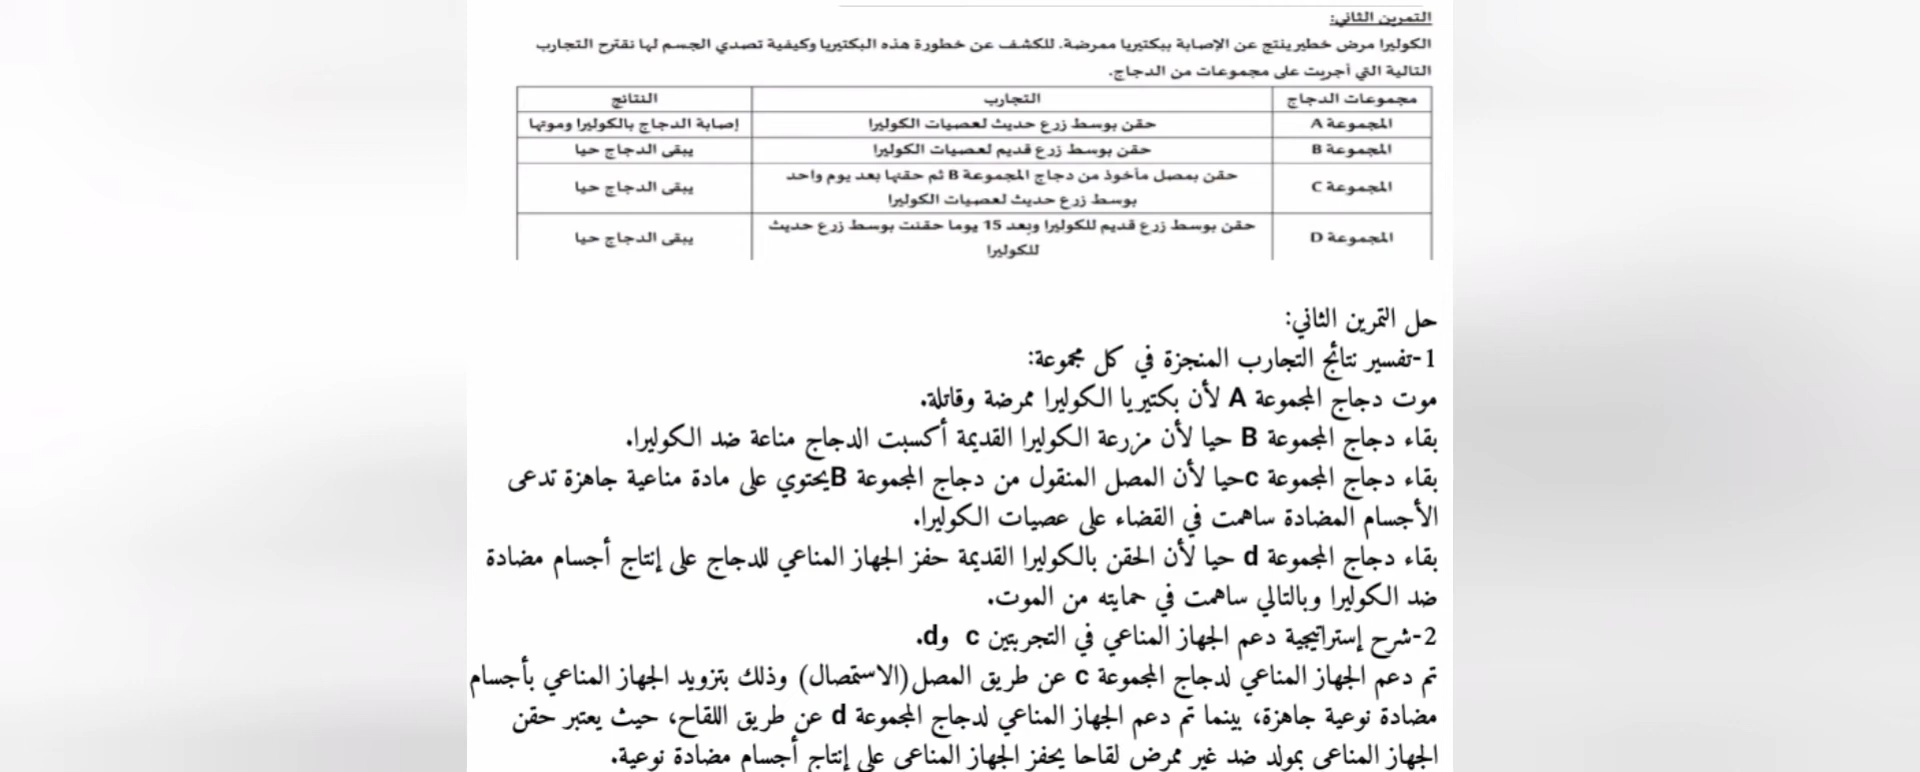 التمرين الثاني:
الكوليرا مرض خطير ينتج عن الإصابة ببكتيريا ممرضة. للكشف عن خطورة هذه البكتيريا وكيفية تصدي الجسم لها نقترح التجارب
التالية التي أجريت على مجموعات من الدجاج.
مجموعات الدجاج التجارب النتائج
المجموعة A حقن بوسط زرع حديث لعصيات الكوليرا إصابة الدجاج بالكوليرا وموتها
المجموعة B حقن بوسط زرع قديم لعصيات الكوليرا يبقى الدجاج حيا
حقن بمصل مأخوذ من دجاج المجموعة B ثم حقنها بعد يوم واحد
المجموعة C يبقى الدجاج حيا
بوسط زرع حديث لعصيات الكوليرا
حقن بوسط زرع قديم للكوليرا وبعد 15 يوما حقنت بوسط زرع حديث
المجموعة D يبقى الدجاج حيا
للكوليرا
حل التمرين الثاني:
1-تفسير نتائج التجارب المنجزة في كل مجموعة:
موت دجاج المجموعة A لأن بكتيريا الكوليرا ممرضة وقاتلة.
بقاء دجاج المجموعة B حيا لأن مزرعة الكوليرا القديمة أكسبت الدجاج مناعة ضد الكوليرا.
بقاء دجاج المجموعة cحيا لأن المصل المنقول من دجاج المجموعة Bيحتوي على مادة مناعية جاهزة تدعى
الأجسام المضادة ساهمت في القضاء على عصيات الكوليرا.
بقاء دجاج المجموعة d حيا لأن الحقن بالكوليرا القديمة حفز الجهاز المناعي للدجاج على إنتاج أجسام مضادة
ضد الكوليرا وبالتالي ساهمت في حمايته من الموت.
2-شرح إستراتيجية دعم الجهاز المناعي في التجربتين c وd.
تم دعم الجهاز المناعي لدجاج المجموعة c عن طريق المصل(الاستمصال) وذلك بتزويد الجهاز المناعي بأجسام
مضادة نوعية جاهزة، بينما تم دعم الجهاز المناعي لدجاج المجموعة d عن طريق اللقاح، حيث يعتبر حقن
الجهاز المناعي بمولد ضد غير ممرض لقاحا يحفز الجهاز المناعي على إنتاج أجسام مضادة نوعية.